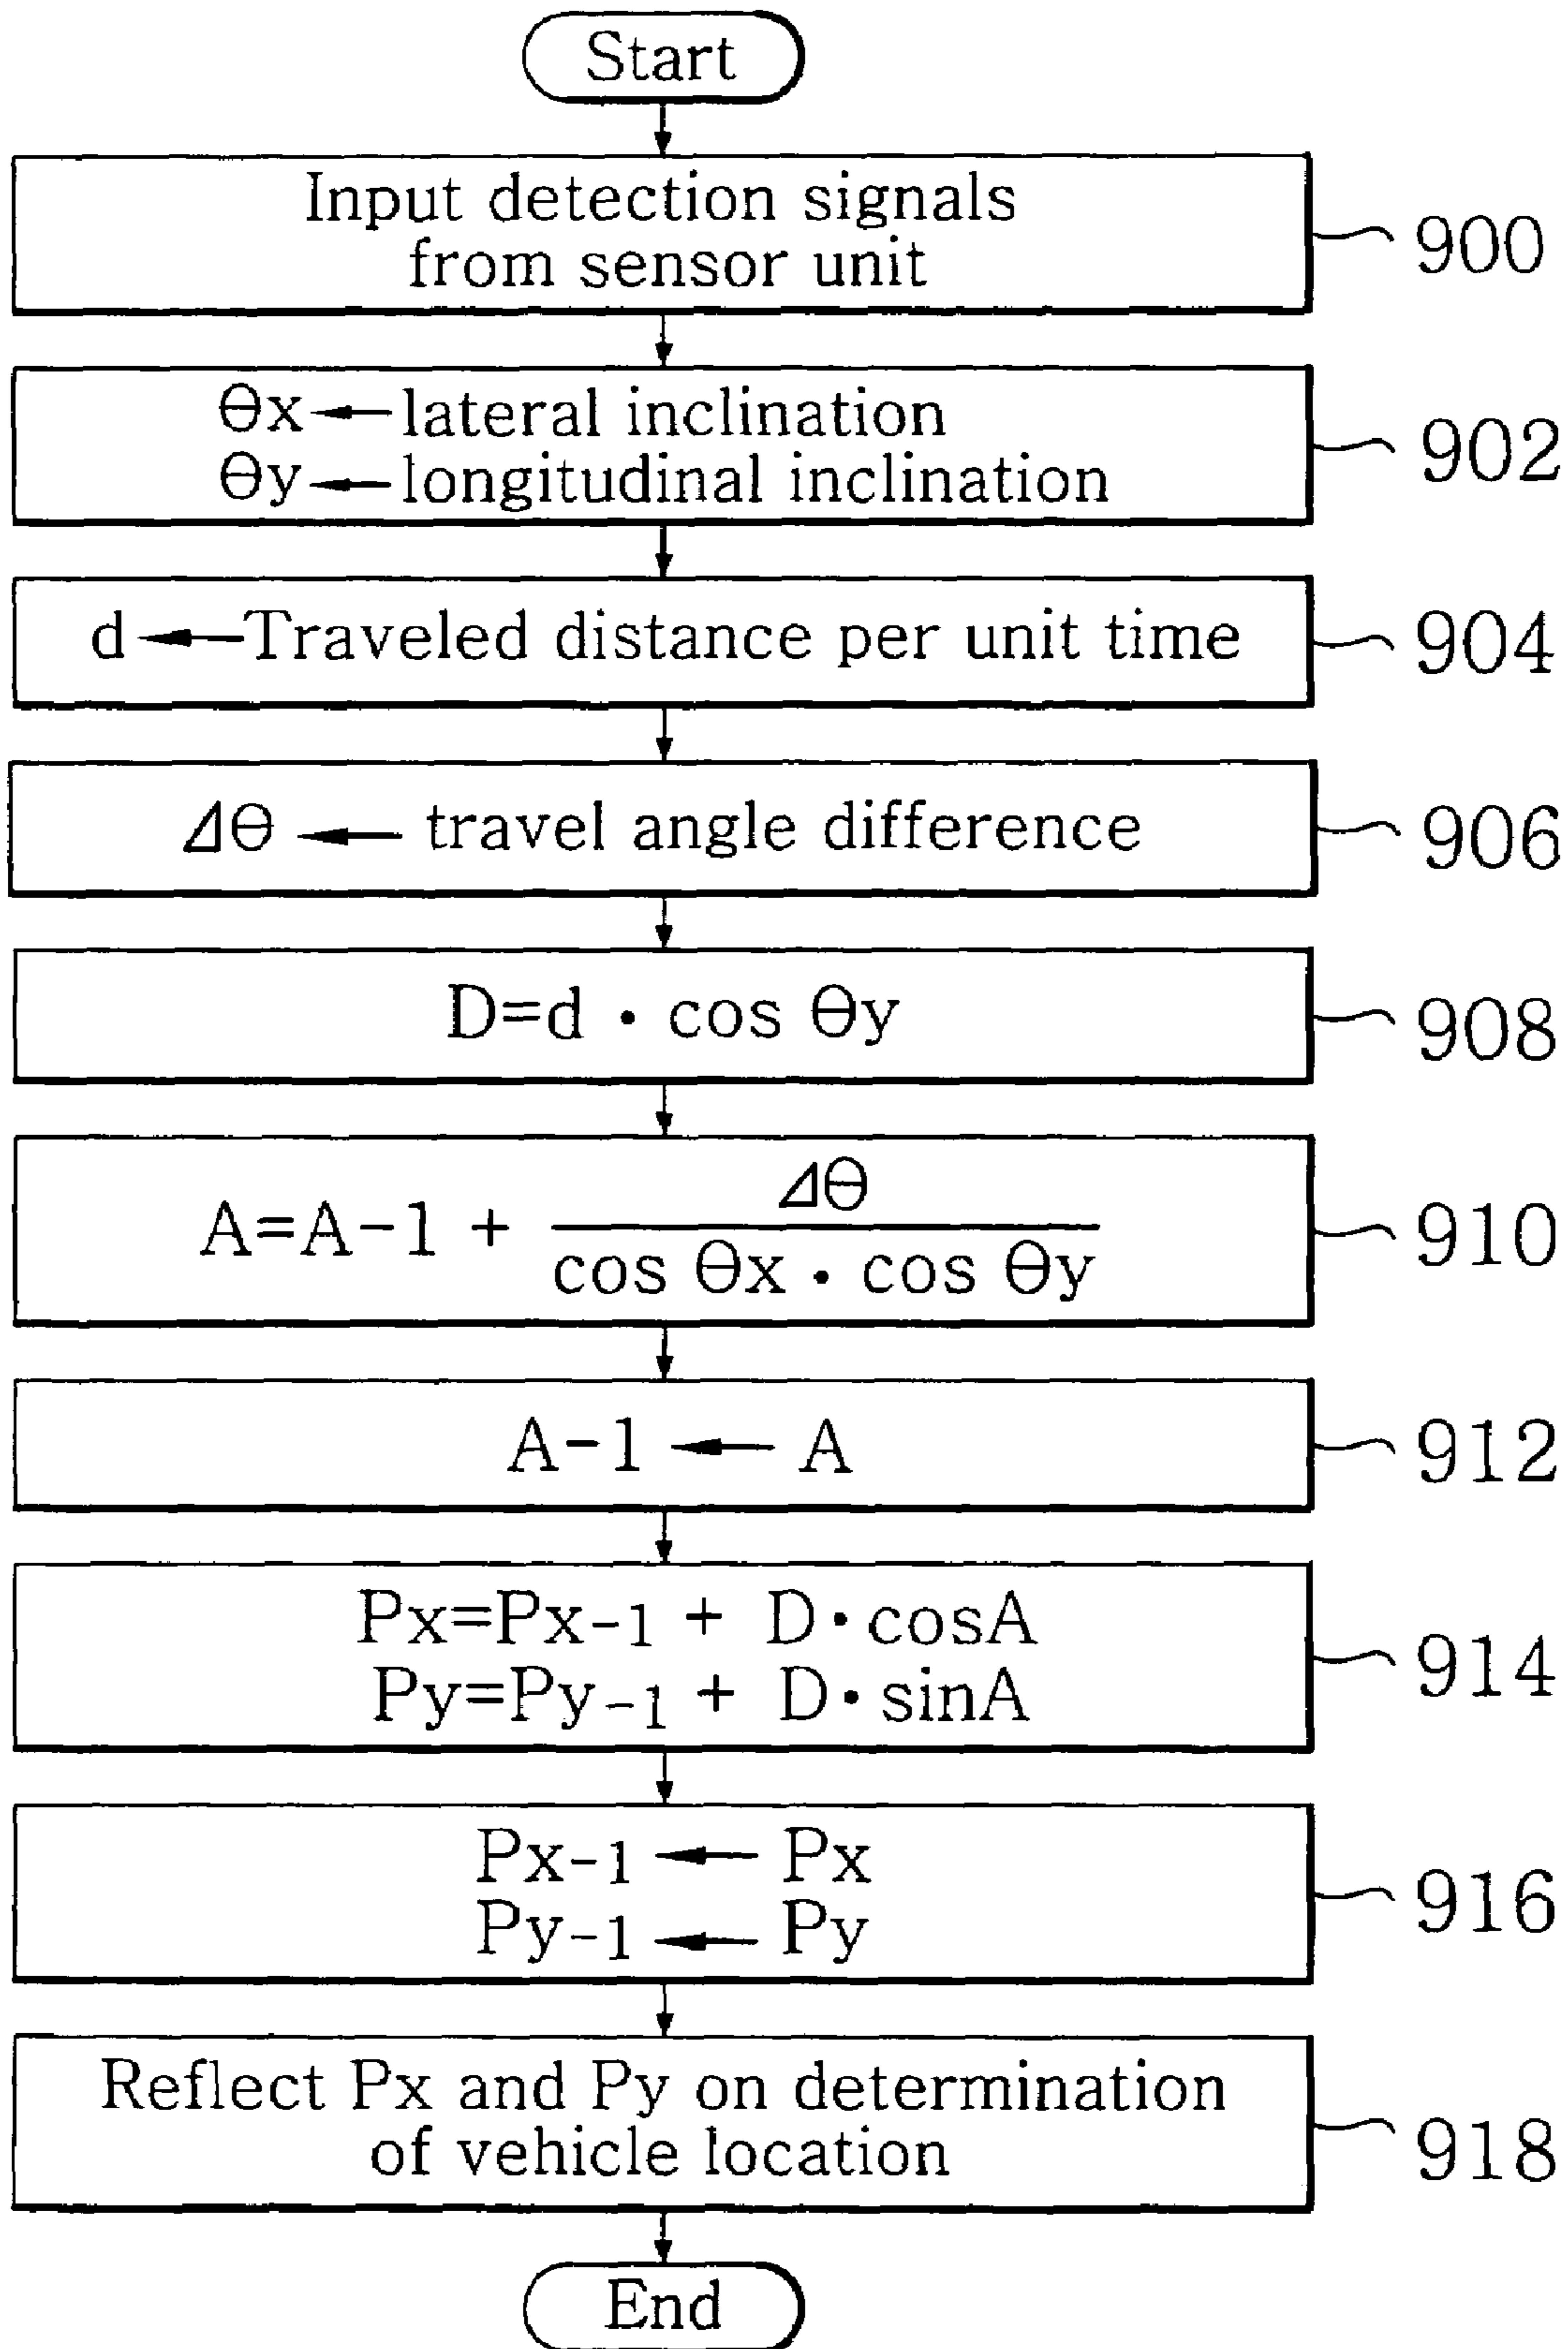 Start
Input detection signals
from sensor unit
900
θx←lateral inclination
θy←longitudinal inclination
902
d←Traveled distance per unit time
904
Δθ ← travel angle difference
906
D=d · cos θy
908
A=A-1 + Δθ / cos θx · cos θy
910
A-1 ← A
912
Px=Px-1 + D·cosA
Py=Py-1 + D·sinA
914
Px-1 ← Px
Py-1 ← Py
916
Reflect Px and Py on determination
of vehicle location
918
End